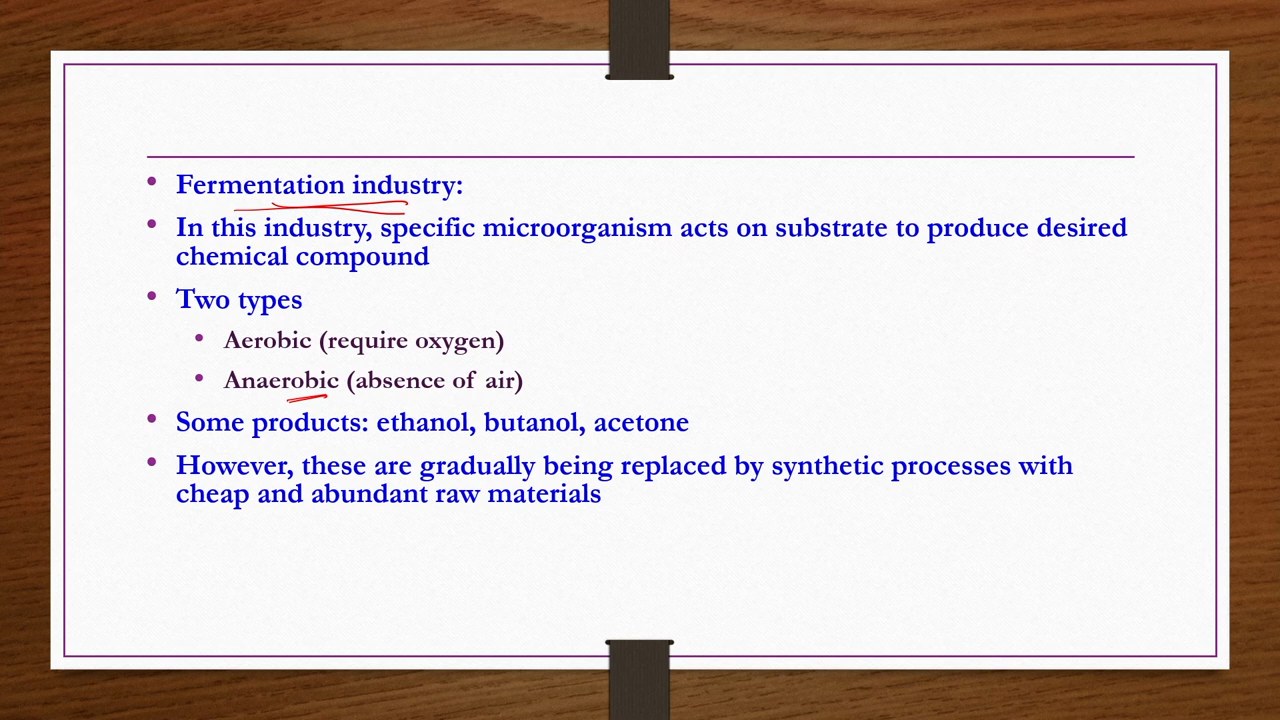 • Fermentation industry:
• In this industry, specific microorganism acts on substrate to produce desired
chemical compound
• Two types
• Aerobic (require oxygen)
• Anaerobic (absence of air)
• Some products: ethanol, butanol, acetone
• However, these are gradually being replaced by synthetic processes with
cheap and abundant raw materials